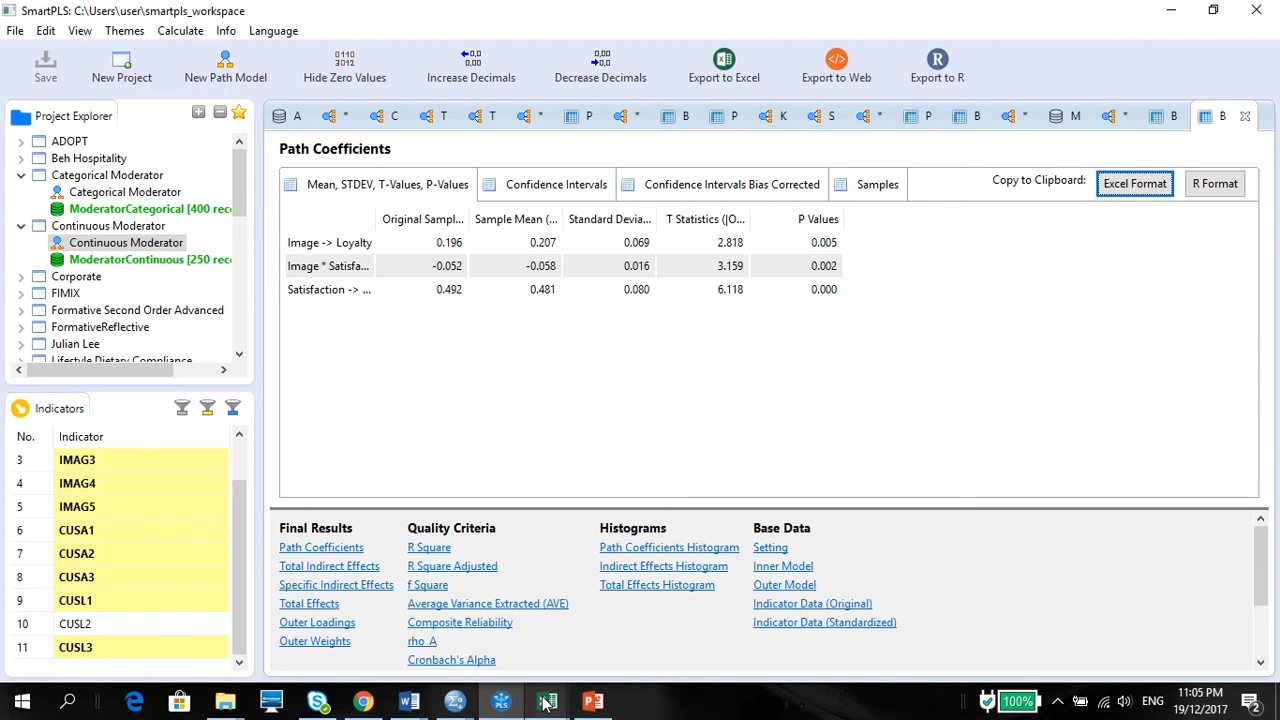 SmartPLS: C:\Users\user\smartpls_workspace
File Edit View Themes Calculate Info Language
Save New Project New Path Model Hide Zero Values Increase Decimals Decrease Decimals Export to Excel Export to Web Export to R
Project Explorer
ADOPT
Beh Hospitality
Categorical Moderator
Categorical Moderator
ModeratorCategorical [400 reco
Continuous Moderator
Continuous Moderator
ModeratorContinuous [250 reco
Corporate
FIMIX
Formative Second Order Advanced
FormativeReflective
Julian Lee
Lifestyle Dietary Compliance
Indicators
No. Indicator
3 IMAG3
4 IMAG4
5 IMAG5
6 CUSA1
7 CUSA2
8 CUSA3
9 CUSL1
10 CUSL2
11 CUSL3
A * C T T * P * B P K S * P B * M * B B
Path Coefficients
Mean, STDEV, T-Values, P-Values Confidence Intervals Confidence Intervals Bias Corrected Samples Copy to Clipboard: Excel Format R Format
Original Sampl... Sample Mean (... Standard Devia... T Statistics (|O... P Values
Image -> Loyalty 0.196 0.207 0.069 2.818 0.005
Image * Satisfa... -0.052 -0.058 0.016 3.159 0.002
Satisfaction -> ... 0.492 0.481 0.080 6.118 0.000
Final Results Quality Criteria Histograms Base Data
Path Coefficients R Square Path Coefficients Histogram Setting
Total Indirect Effects R Square Adjusted Indirect Effects Histogram Inner Model
Specific Indirect Effects f Square Total Effects Histogram Outer Model
Total Effects Average Variance Extracted (AVE) Indicator Data (Original)
Outer Loadings Composite Reliability Indicator Data (Standardized)
Outer Weights rho_A
Cronbach's Alpha
100% ENG 11:05 PM
19/12/2017 2